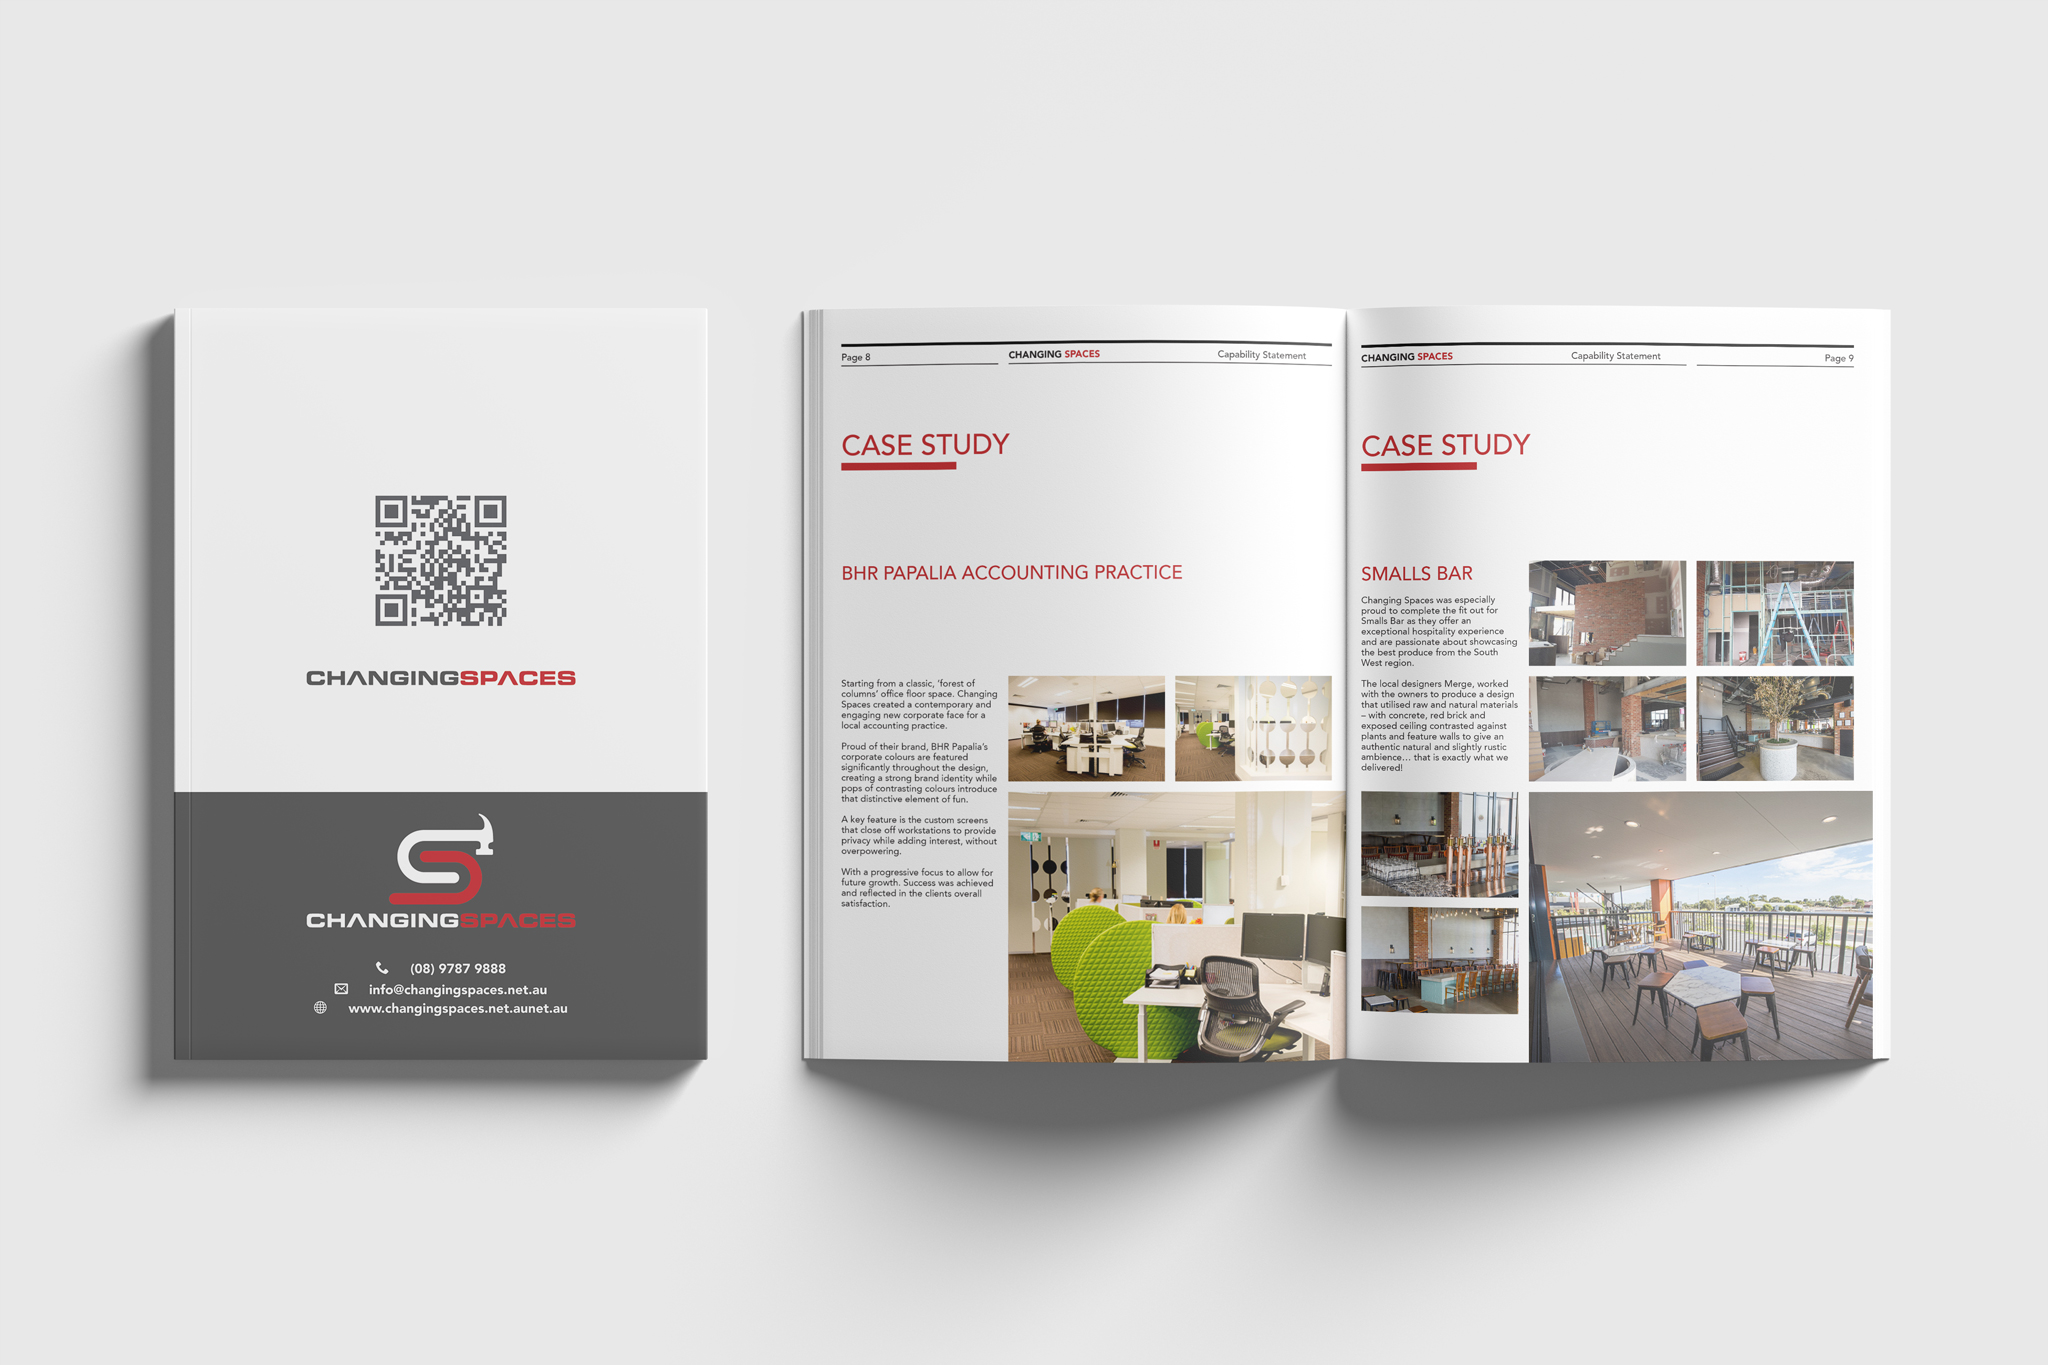 CHANGINGSPACES
CHANGINGSPACES
(08) 9787 9888
info@changingspaces.net.au
www.changingspaces.net.aunet.au
Page 8
CHANGING SPACES
Capability Statement
CASE STUDY
BHR PAPALIA ACCOUNTING PRACTICE
Starting from a classic, ‘forest of
columns’ office floor space. Changing
Spaces created a contemporary and
engaging new corporate face for a
local accounting practice.
Proud of their brand, BHR Papalia’s
corporate colours are featured
significantly throughout the design,
creating a strong brand identity while
pops of contrasting colours introduce
that distinctive element of fun.
A key feature is the custom screens
that close off workstations to provide
privacy while adding interest, without
overpowering.
With a progressive focus to allow for
future growth. Success was achieved
and reflected in the clients overall
satisfaction.
CHANGING SPACES
Capability Statement
Page 9
CASE STUDY
SMALLS BAR
Changing Spaces was especially
proud to complete the fit out for
Smalls Bar as they offer an
exceptional hospitality experience
and are passionate about showcasing
the best produce from the South
West region.
The local designers Merge, worked
with the owners to produce a design
that utilised raw and natural materials
– with concrete, red brick and
exposed ceiling contrasted against
plants and feature walls to give an
authentic natural and slightly rustic
ambience… that is exactly what we
delivered!